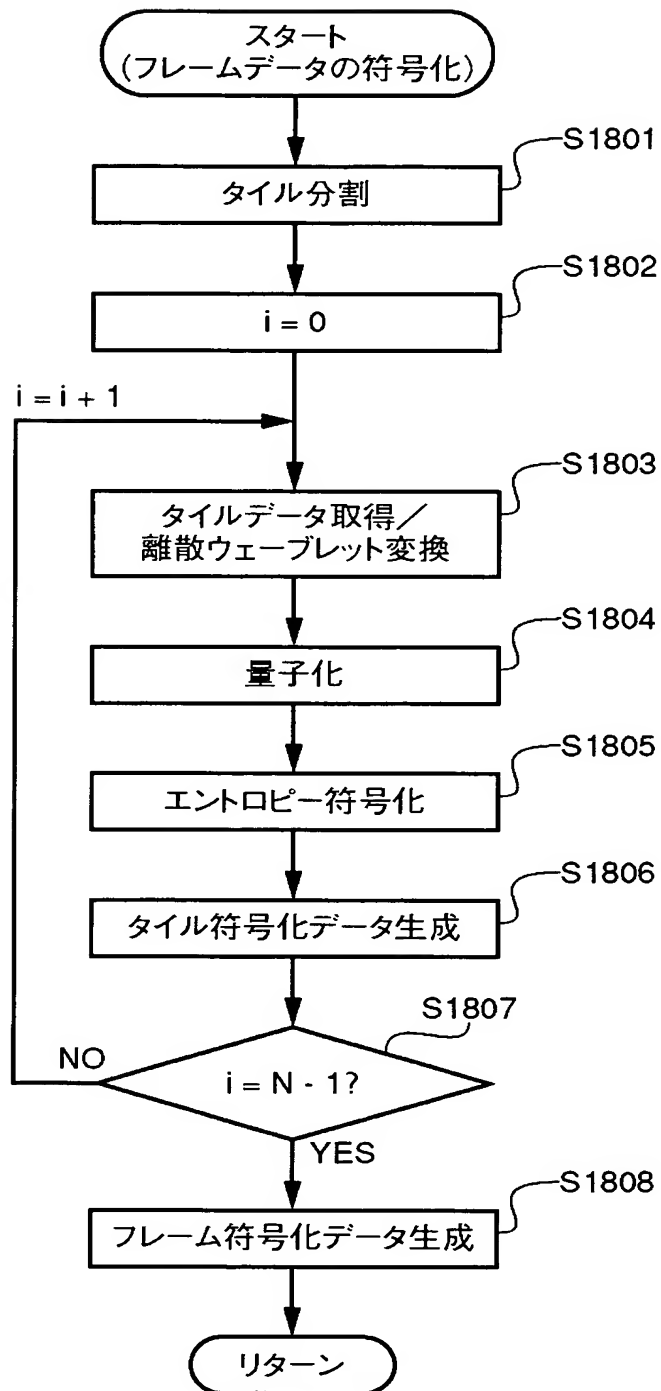 スタート
(フレームデータの符号化)
S1801
タイル分割
S1802
i = 0
i = i + 1
S1803
タイルデータ取得／
離散ウェーブレット変換
S1804
量子化
S1805
エントロピー符号化
S1806
タイル符号化データ生成
S1807
NO
i = N - 1?
YES
S1808
フレーム符号化データ生成
リターン